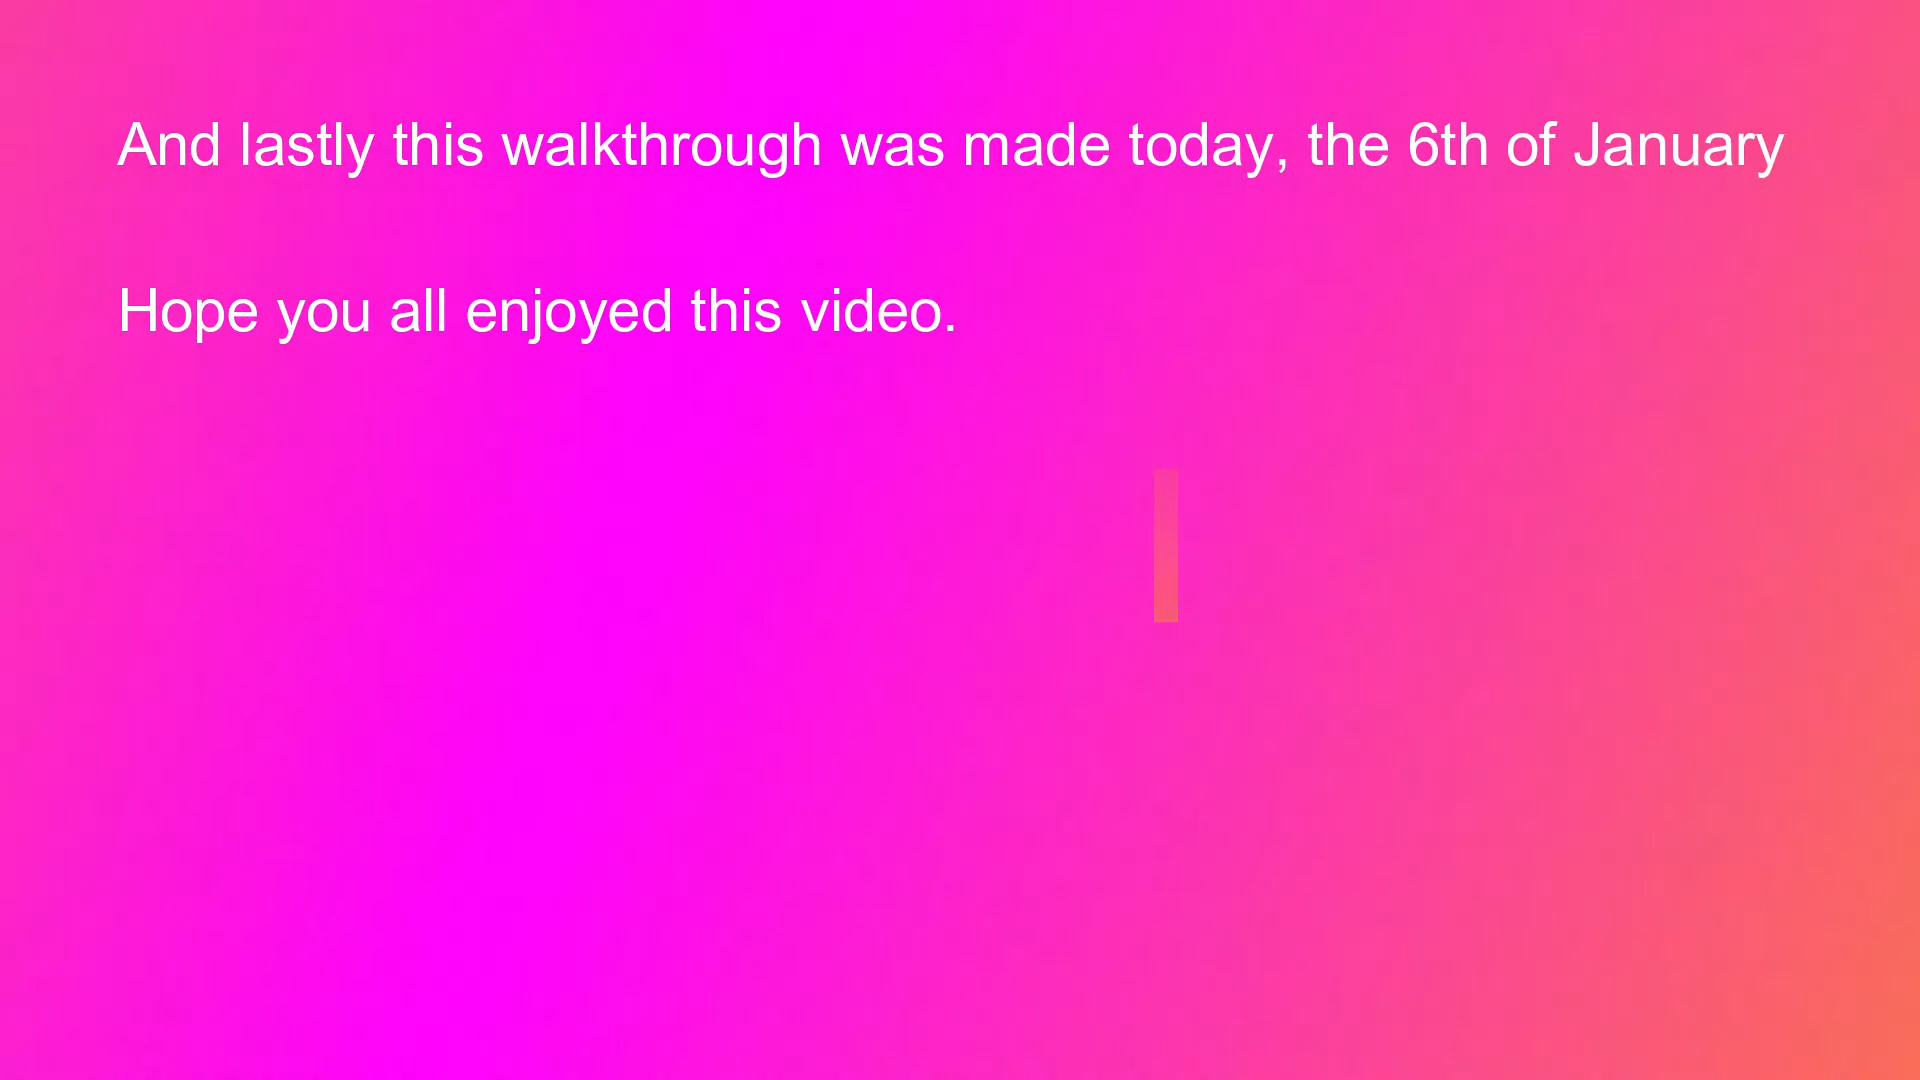 And lastly this walkthrough was made today, the 6th of January
Hope you all enjoyed this video.